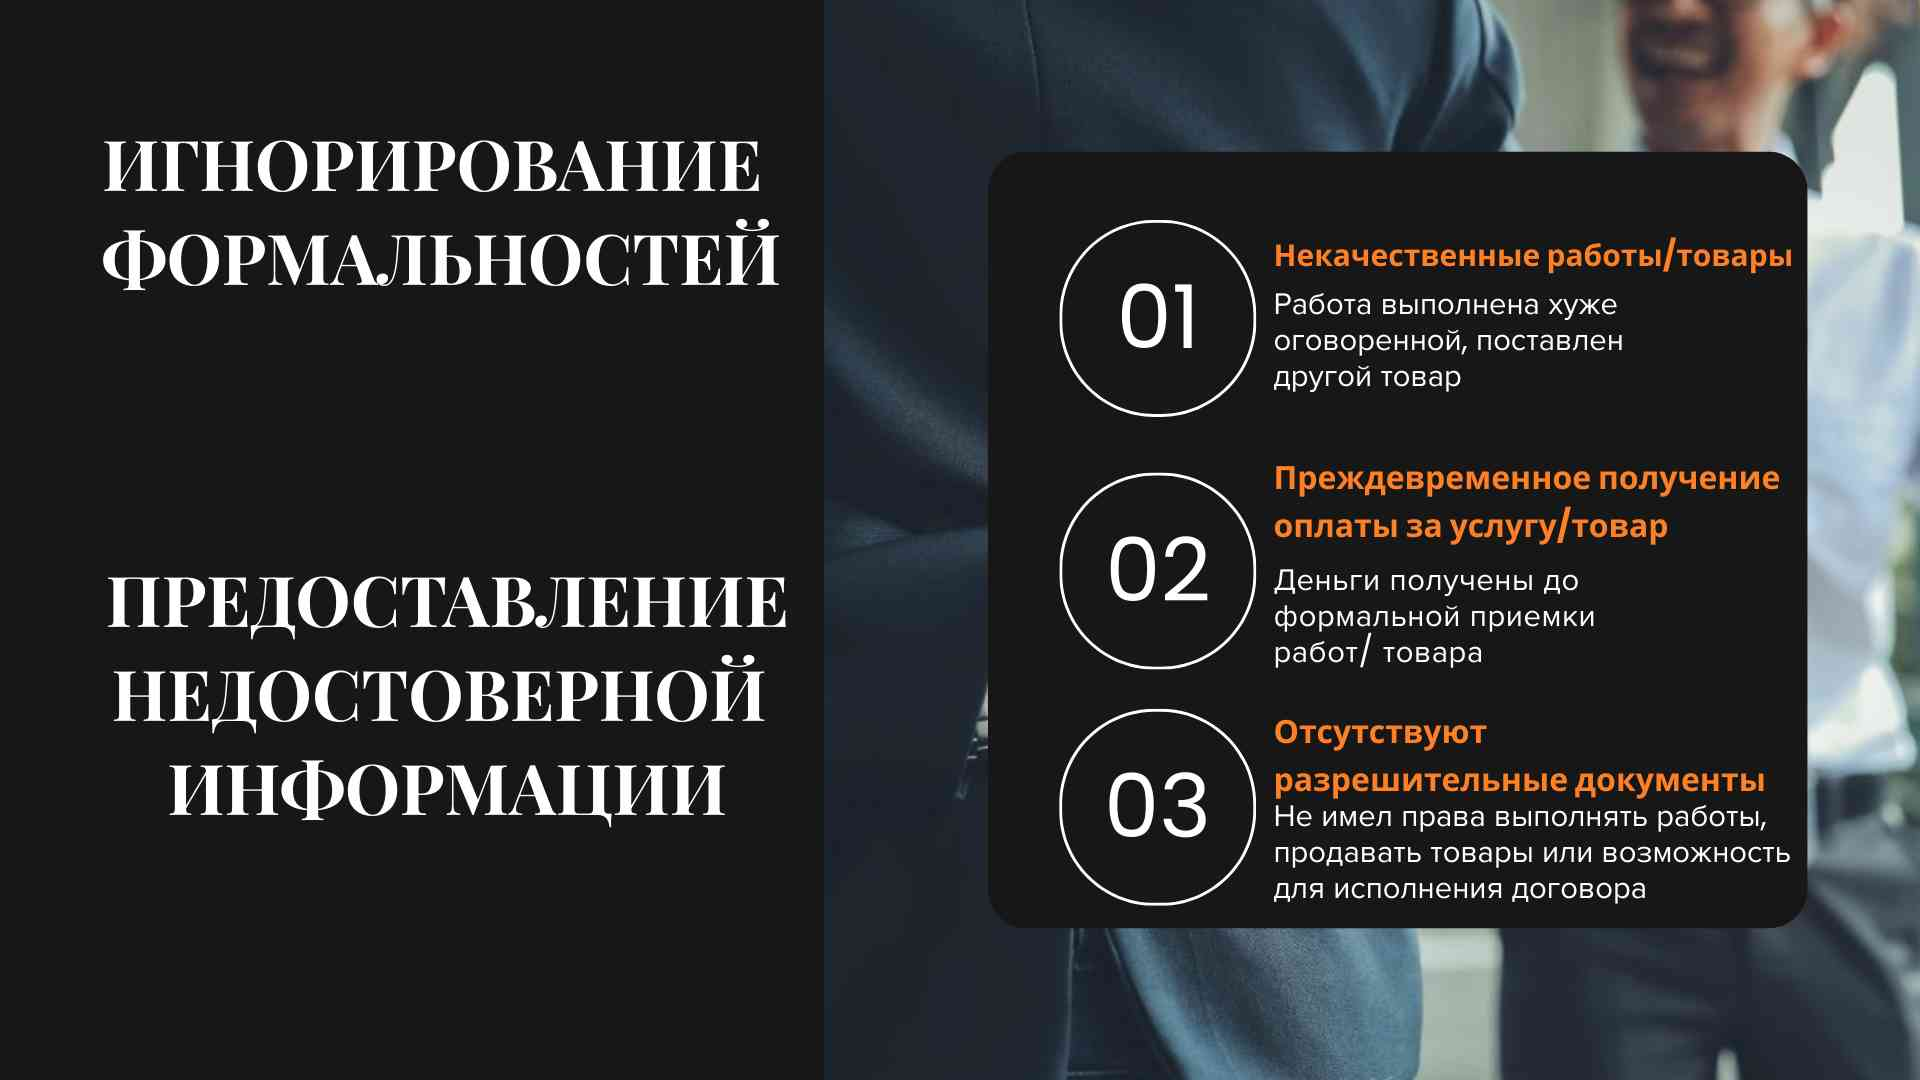 ИГНОРИРОВАНИЕ
ФОРМАЛЬНОСТЕЙ
ПРЕДОСТАВЛЕНИЕ
НЕДОСТОВЕРНОЙ
ИНФОРМАЦИИ
01
Некачественные работы/товары
Работа выполнена хуже
оговоренной, поставлен
другой товар
02
Преждевременное получение
оплаты за услугу/товар
Деньги получены до
формальной приемки
работ/ товара
03
Отсутствуют
разрешительные документы
Не имел права выполнять работы,
продавать товары или возможность
для исполнения договора